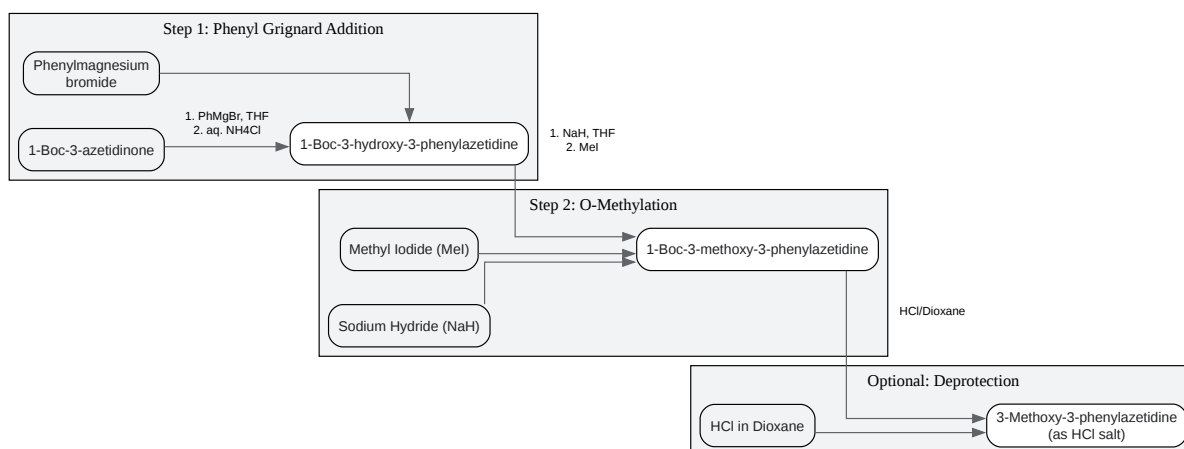 Step 1: Phenyl Grignard Addition
Phenylmagnesium
bromide
1. PhMgBr, THF
2. aq. NH4Cl
1-Boc-3-azetidinone
1-Boc-3-hydroxy-3-phenylazetidine
1. NaH, THF
2. MeI
Step 2: O-Methylation
Methyl Iodide (MeI)
1-Boc-3-methoxy-3-phenylazetidine
Sodium Hydride (NaH)
HCl/Dioxane
Optional: Deprotection
HCl in Dioxane
3-Methoxy-3-phenylazetidine
(as HCl salt)